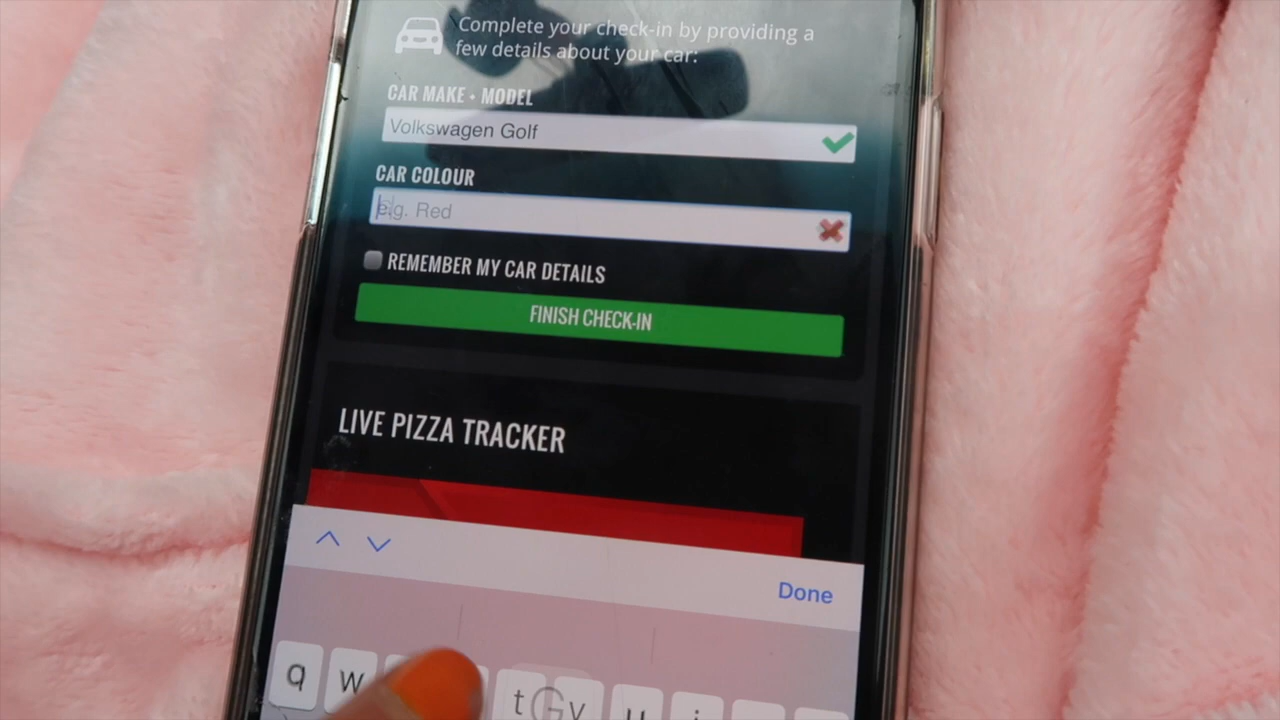 Complete your check-in by providing a
few details about your car:
CAR MAKE • MODEL
Volkswagen Golf
CAR COLOUR
e.g. Red
REMEMBER MY CAR DETAILS
FINISH CHECK-IN
LIVE PIZZA TRACKER
Done
q w t y u i